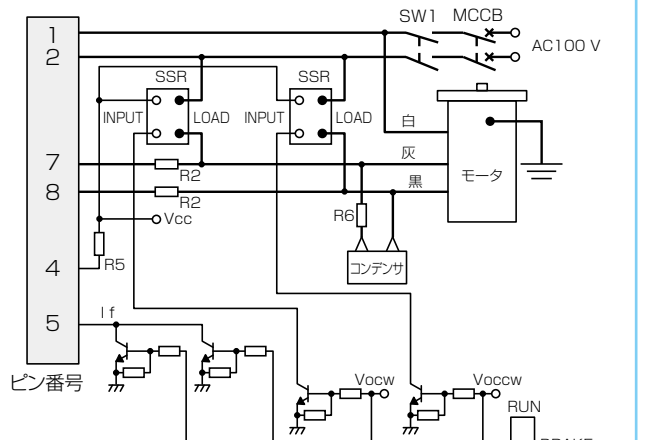 SW1 MCCB
AC100 V
1
2
SSR
SSR
INPUT
LOAD
INPUT
LOAD
白
7
灰
R2
モータ
8
黒
R2
Vcc
R6
4
R5
コンデンサ
If
5
ピン番号
Vocw
Voccw
RUN
BRAKE